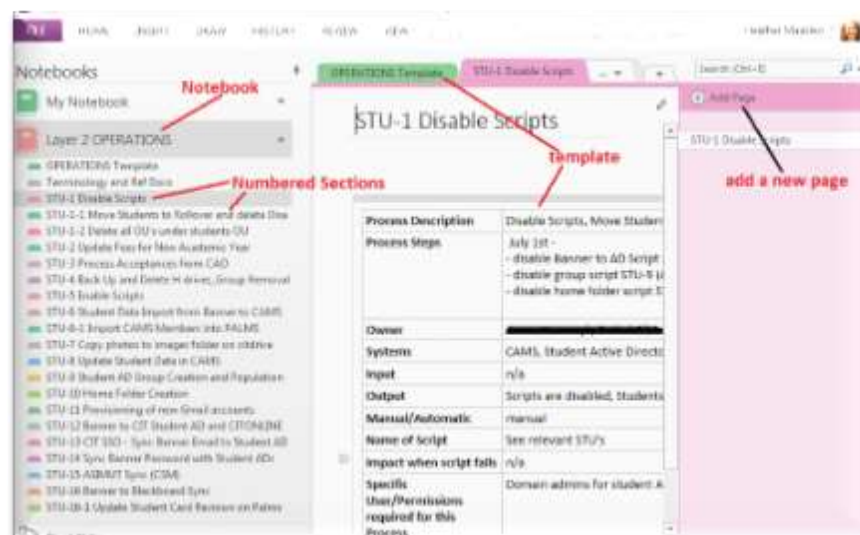 FILE HOME INSERT DRAW HISTORY REVIEW VIEW
Notebooks
Notebook
My Notebook
Layer 2 OPERATIONS
OPERATIONS Template
Terminology and Ref Docs
STU-1 Disable Scripts
Numbered Sections
STU-1-1 Move Students to Rollover and delete
STU-1-2 Delete all OU's under students OU
STU-2 Update Fees for New Academic Year
STU-3 Process Acceptances from CAO
STU-4 Back Up and Delete H drives, Group Removal
STU-5 Enable Scripts
STU-6 Student Data Import from Banner to CAMS
STU-6-1 Import CAMS Members into PALMS
STU-7 Copy photos to images folder on
STU-8 Update Student Data in CAMS
STU-9 Student AD Group Creation and Population
STU-10 Home Folder Creation
STU-11 Provisioning of new Gmail accounts
STU-12 Banner to CIT Student AD and CITONLINE
STU-13 CIT SSO - Sync Banner Email to Student AD
STU-14 Sync Banner Password with Student ADs
STU-15 Sync (CSM)
STU-16 Banner to Blackboard Sync
STU-16-1 Update Student Card Revision on Palms
OPERATIONS Template
STU-1 Disable Scripts
Search (Ctrl+E)
Add Page
STU-1 Disable Scripts
add a new page
STU-1 Disable Scripts
template
Process Description Disable Scripts, Move Studen
Process Steps July 1st -
- disable Banner to AD Script
- disable group script STU-9
- disable home folder script
Owner
Systems CAMS, Student Active Directo
Input n/a
Output Scripts are disabled, Students
Manual/Automatic manual
Name of Script See relevant STU's
Impact when script fails n/a
Specific Domain admins for student A
User/Permissions
required for this
Process